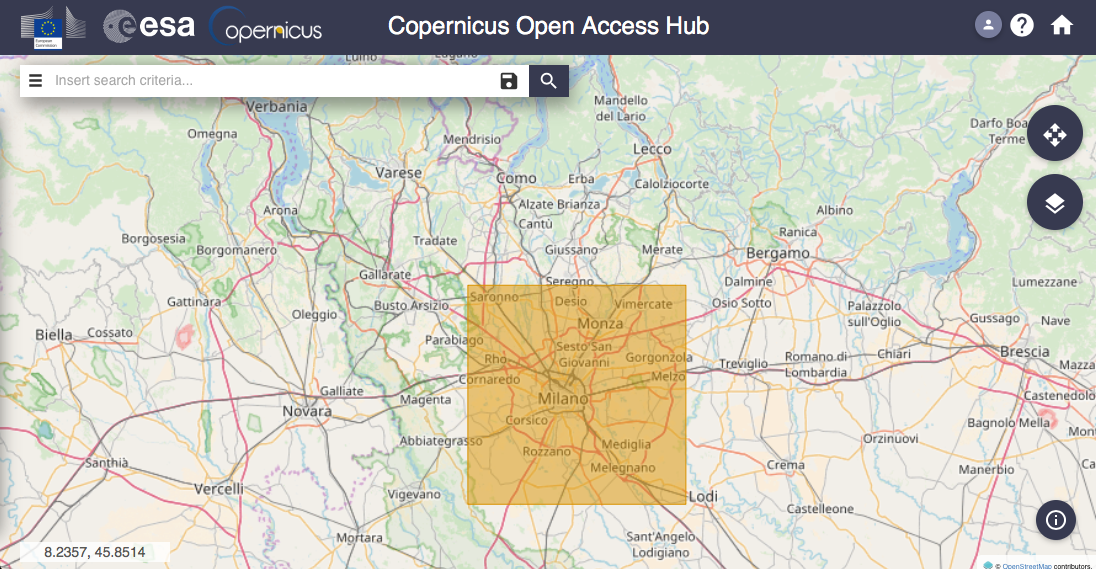 European
Commission
esa
opernicus
Copernicus Open Access Hub
?
Insert search criteria...
Verbania
Mandello
del Lario
Omegna
Mendrisio
Darfo Boa
Terme
Lecco
Varese
Como
Erba
Calolziocorte
Arona
Alzate Brianza
Albino
Cantù
Borgosesia
Tradate
Ranica
Borgomanero
Giussano
Merate
Bergamo
Gallarate
Seregno
Dalmine
Lumezzane
Gattinara
Busto Arsizio
Saronno
Desio
Vimercate
Osio Sotto
Palazzolo
sull'Oglio
Oleggio
Monza
Gussago
Nave
Biella
Cossato
Parabiago
Sesto San
Giovanni
Rho
Gorgonzola
Treviglio
Romano di
Lombardia
Chiari
Brescia
Mazza
Cornaredo
Melzo
Galliate
Magenta
Milano
Castenedolo
Novara
Corsico
Bagnolo Mella
Mont
Abbiategrasso
Rozzano
Mediglia
Orzinuovi
Santhià
Melegnano
Crema
Manerbio
Ca
Vercelli
Vigevano
Lodi
Castelleone
Mortara
Sant'Angelo
Lodigiano
8.2357, 45.8514
© OpenStreetMap contributors.